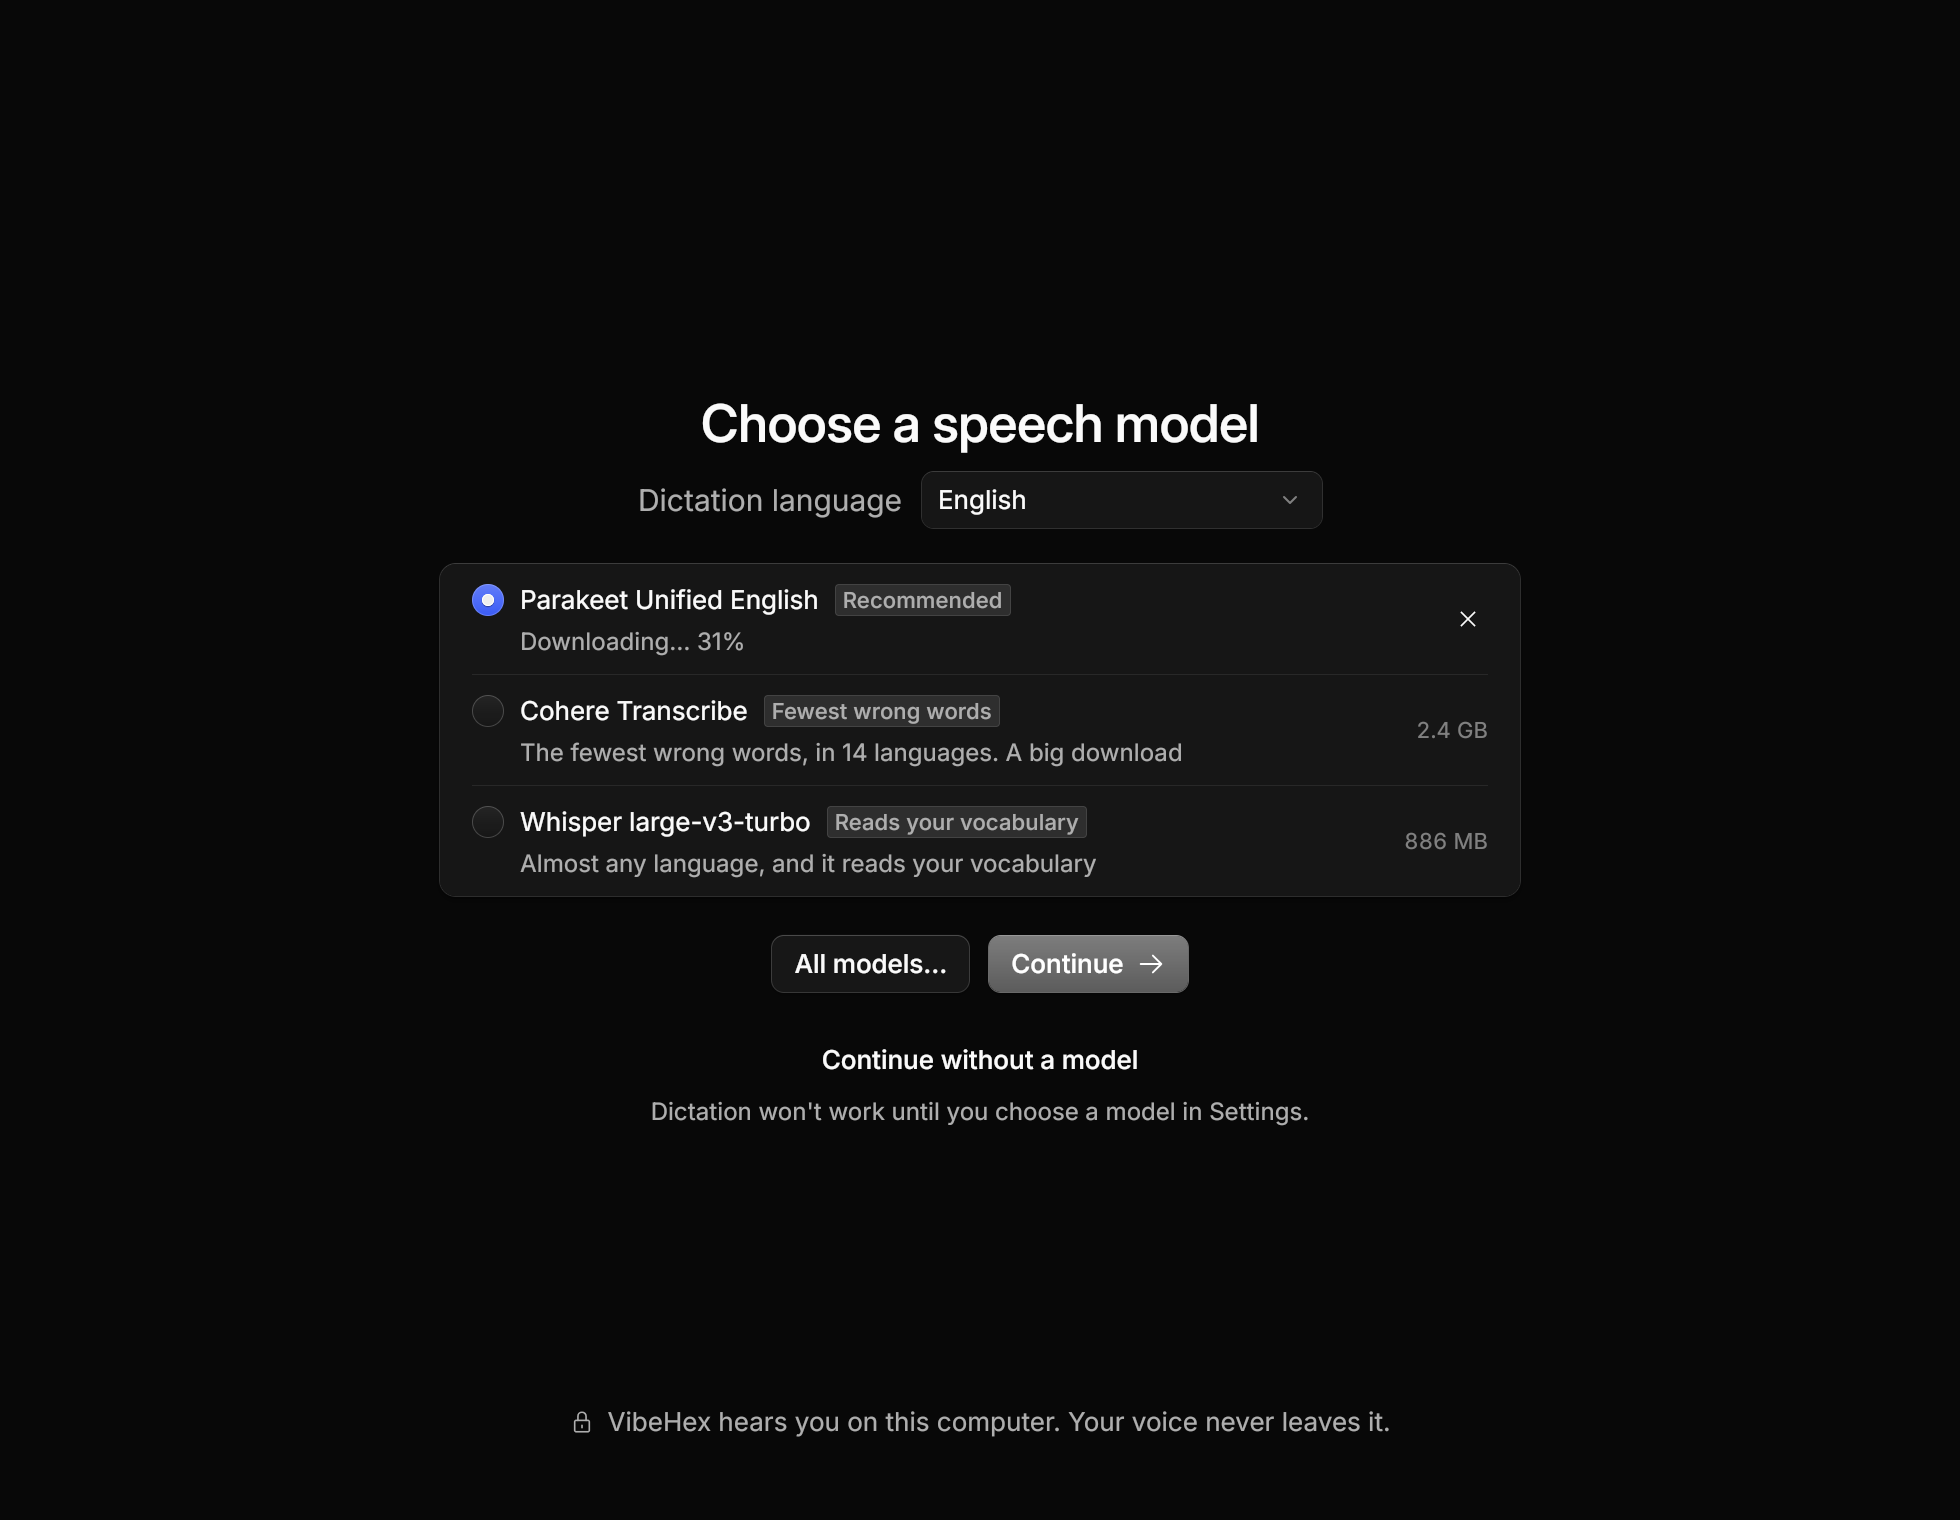 Choose a speech model
Dictation language English
Parakeet Unified English Recommended
Downloading... 31%
Cohere Transcribe Fewest wrong words
The fewest wrong words, in 14 languages. A big download
2.4 GB
Whisper large-v3-turbo Reads your vocabulary
Almost any language, and it reads your vocabulary
886 MB
All models... Continue
Continue without a model
Dictation won't work until you choose a model in Settings.
VibeHex hears you on this computer. Your voice never leaves it.